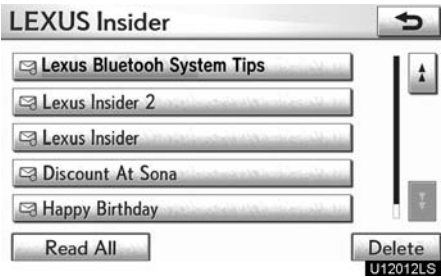 LEXUS Insider
Lexus Bluetooh System Tips
Lexus Insider 2
Lexus Insider
Discount At Sona
Happy Birthday
Read All
Delete
U12012LS